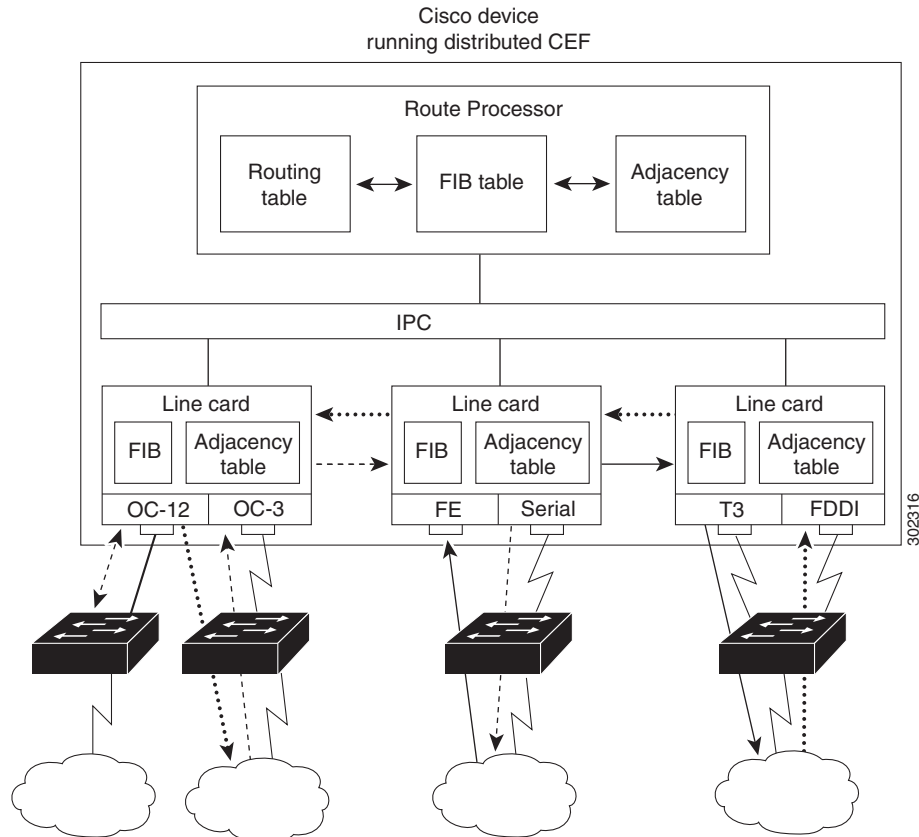 Cisco device
running distributed CEF
Route Processor
Routing
table
FIB table
Adjacency
table
IPC
Line card
FIB
Adjacency
table
OC-12
OC-3
Line card
FIB
Adjacency
table
FE
Serial
Line card
FIB
Adjacency
table
T3
FDDI
302316